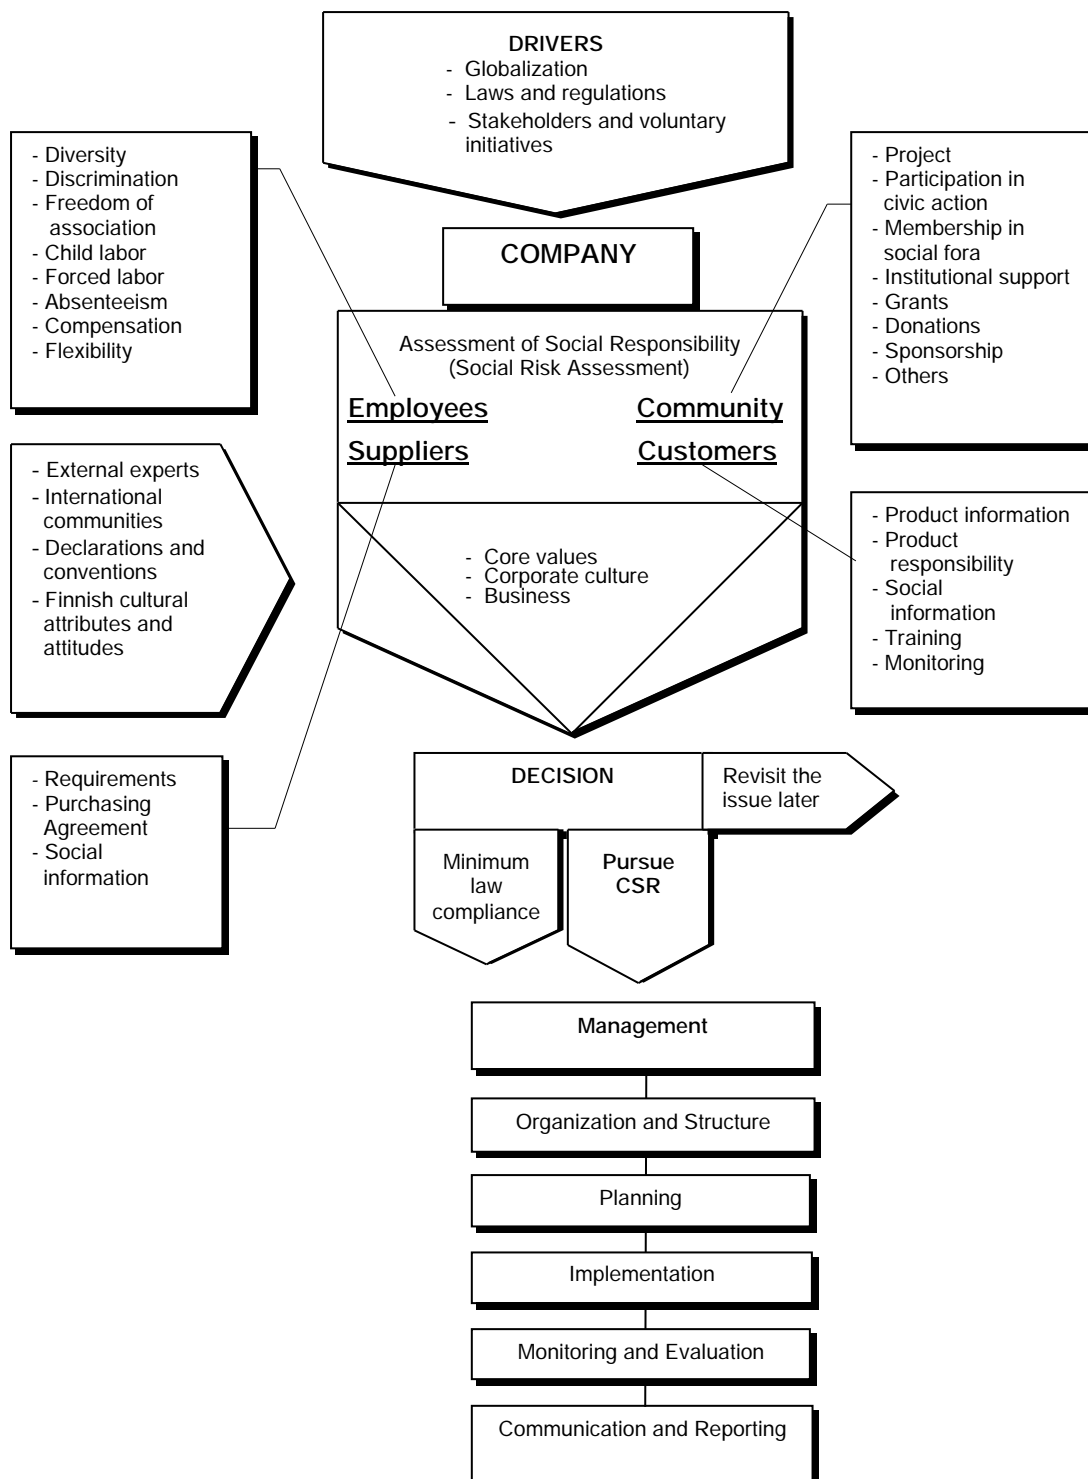 DRIVERS
- Globalization
- Laws and regulations
- Stakeholders and voluntary
initiatives
- Diversity
- Discrimination
- Freedom of
association
- Child labor
- Forced labor
- Absenteeism
- Compensation
- Flexibility
- Project
- Participation in
civic action
- Membership in
social fora
- Institutional support
- Grants
- Donations
- Sponsorship
- Others
COMPANY
Assessment of Social Responsibility
(Social Risk Assessment)
Employees
Community
Suppliers
Customers
- External experts
- International
communities
- Declarations and
conventions
- Finnish cultural
attributes and
attitudes
- Core values
- Corporate culture
- Business
- Product information
- Product
responsibility
- Social
information
- Training
- Monitoring
- Requirements
- Purchasing
Agreement
- Social
information
DECISION
Revisit the
issue later
Minimum
law
compliance
Pursue
CSR
Management
Organization and Structure
Planning
Implementation
Monitoring and Evaluation
Communication and Reporting